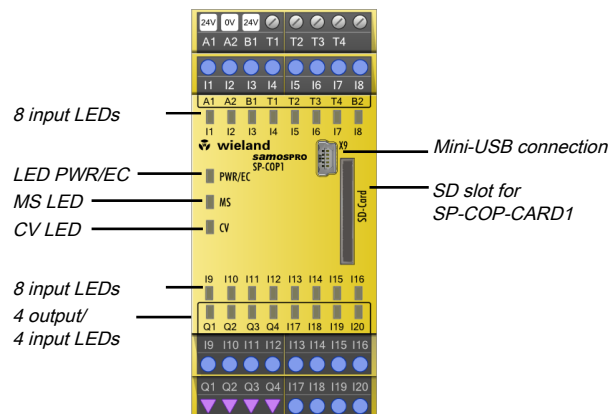 24V 0V 24V
A1 A2 B1 T1 T2 T3 T4
I1 I2 I3 I4 I5 I6 I7 I8
A1 A2 B1 T1 T2 T3 T4 B2
8 input LEDs
I1 I2 I3 I4 I5 I6 I7 I8
wieland
X9
Mini-USB connection
samosPRO
SP-COP1
LED PWR/EC
PWR/EC
SD slot for
SP-COP-CARD1
MS LED
MS
SD-Card
CV LED
CV
I9 I10 I11 I12 I13 I14 I15 I16
8 input LEDs
4 output/
4 input LEDs
Q1 Q2 Q3 Q4 I17 I18 I19 I20
I9 I10 I11 I12 I13 I14 I15 I16
Q1 Q2 Q3 Q4 I17 I18 I19 I20